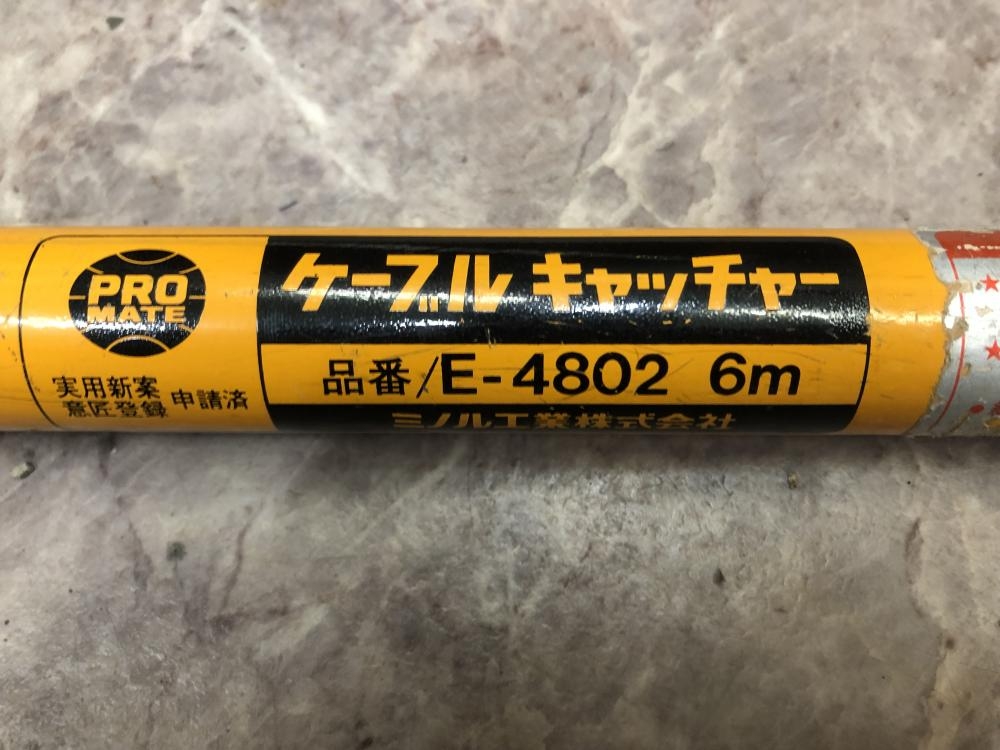 PRO
MATE
実用新案
意匠登録
申請済
ケーブル キャッチャー
品番/E-4802 6m
ミノル工業株式会社